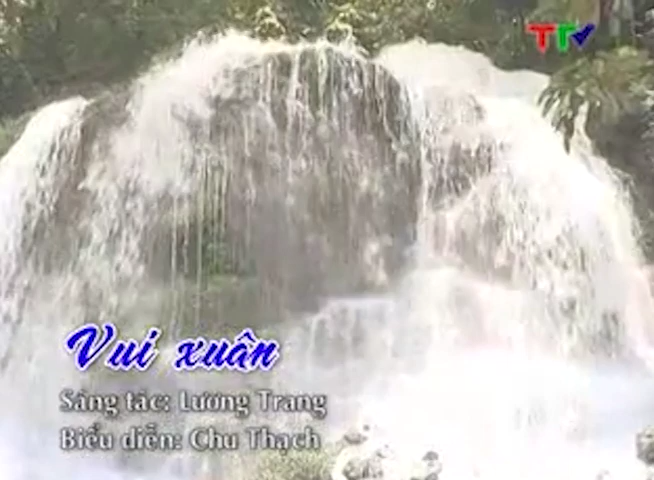 TTV
Vui xuân
Sáng tác: Lương Trang
Biểu diễn: Chu Thạch